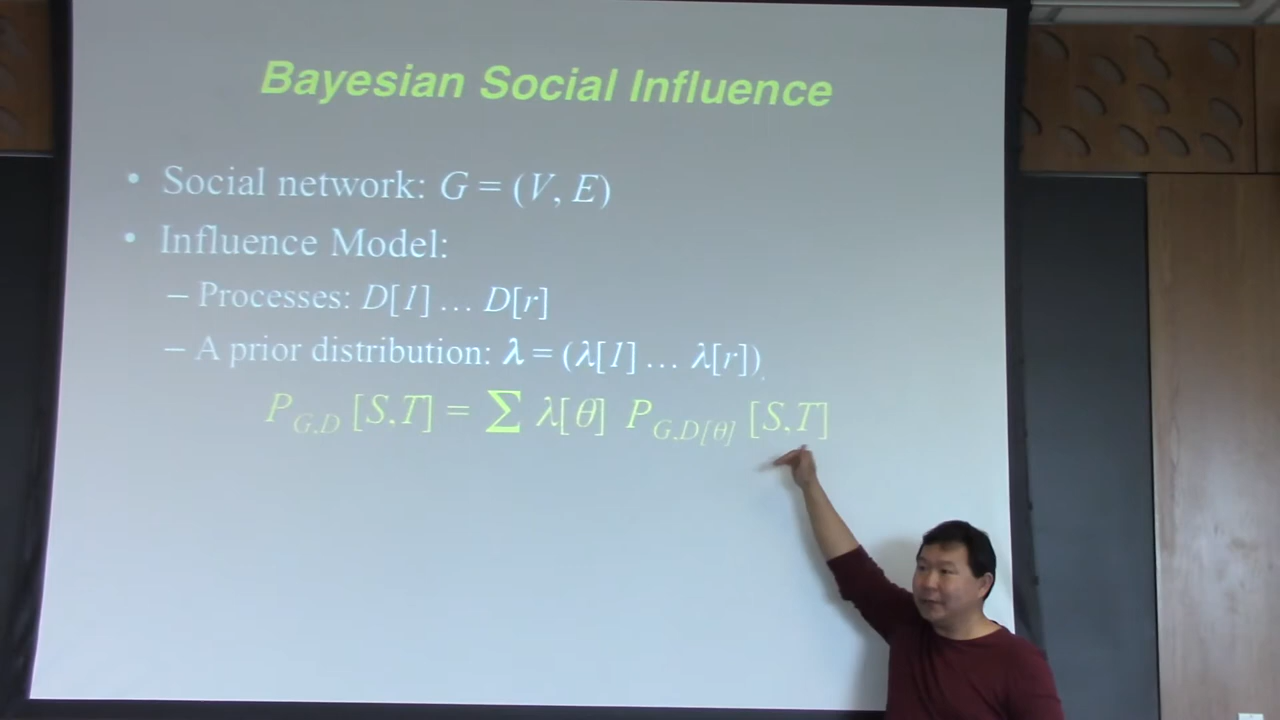 Bayesian Social Influence
• Social network: G = (V, E)
• Influence Model:
– Processes: D[1] … D[r]
– A prior distribution: λ = (λ[1] … λ[r])
P_{G,D} [S,T] = ∑ λ[θ] P_{G,D[θ]} [S,T]